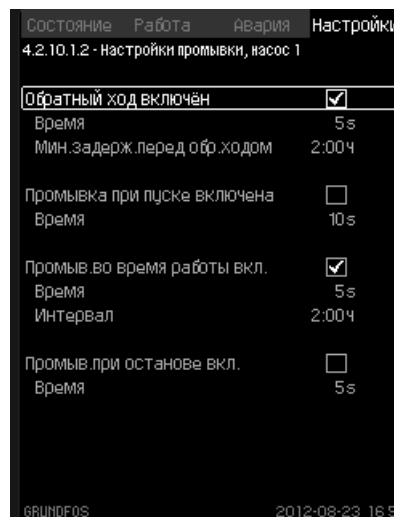 Состояние Работа Авария Настройки
4.2.10.1.2 - Настройки промывки, насос 1
Обратный ход включён
Время 5s
Мин.задерж.перед обр.ходом 2:00ч
Промывка при пуске включена
Время 10s
Промыв.во время работы вкл.
Время 5s
Интервал 2:00ч
Промыв.при останове вкл.
Время 5s
GRUNDFOS 2012-08-23 16:5